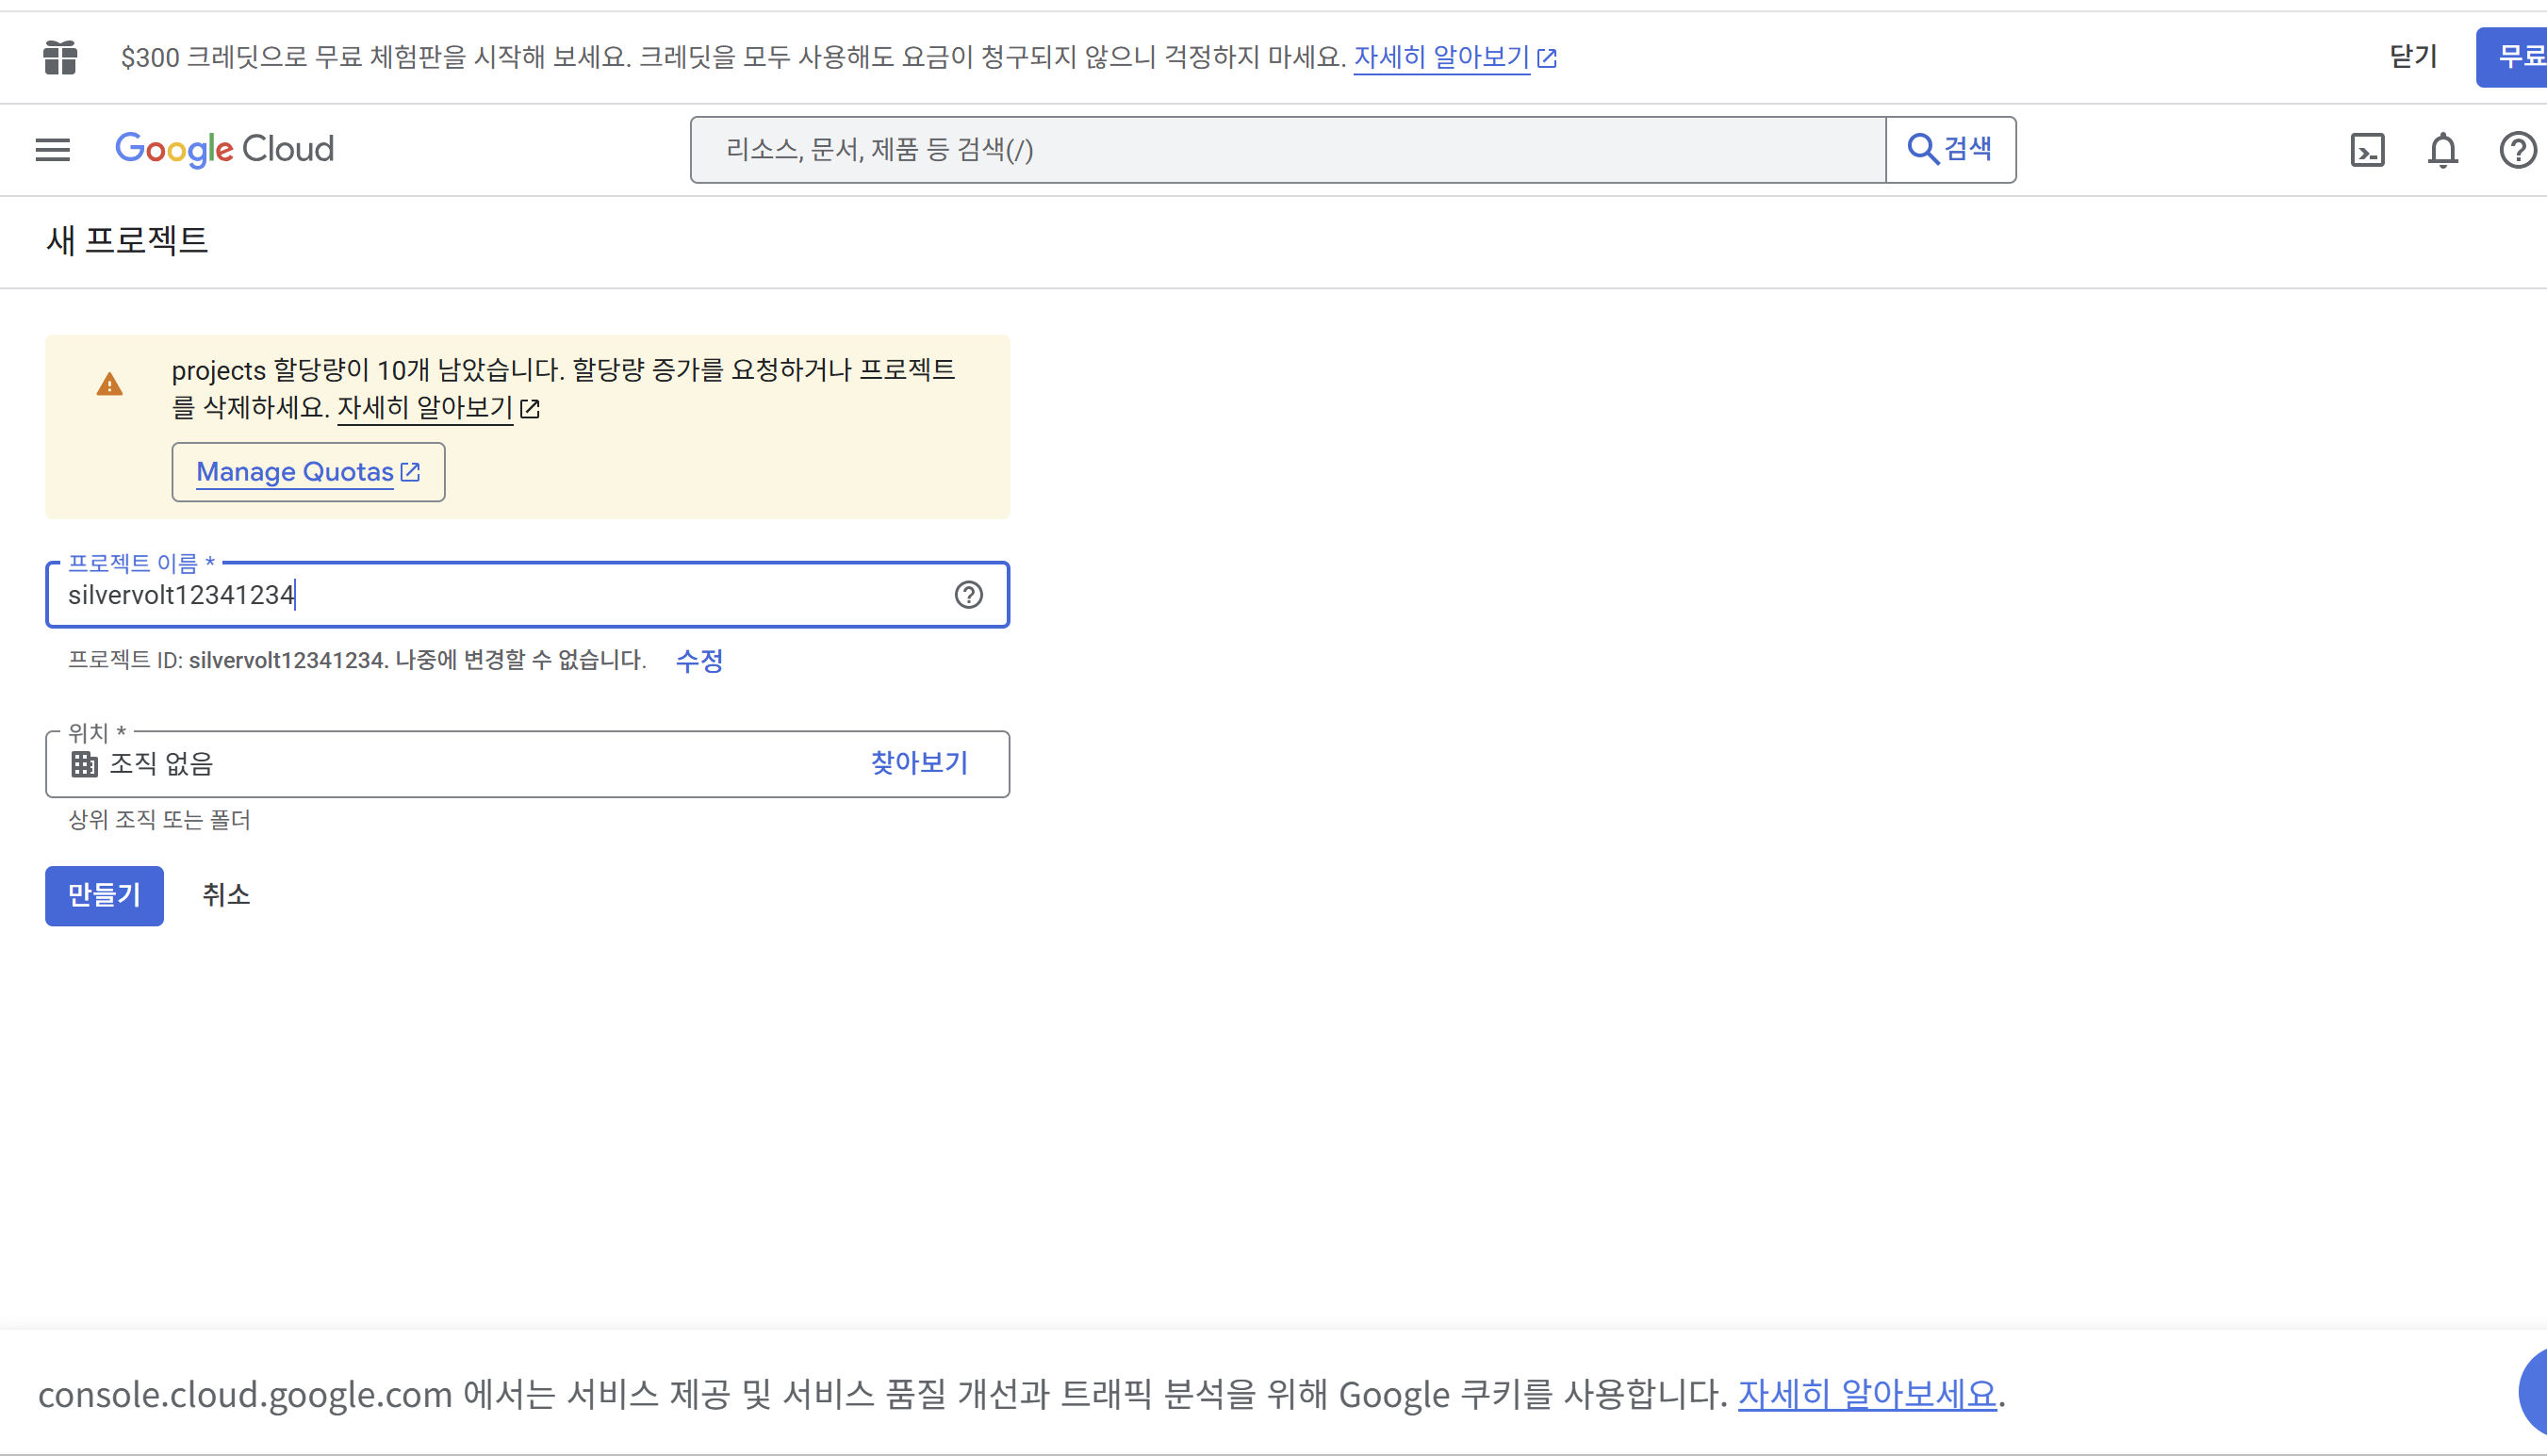 $300 크레딧으로 무료 체험판을 시작해 보세요. 크레딧을 모두 사용해도 요금이 청구되지 않으니 걱정하지 마세요. 자세히 알아보기
닫기
무료
Google Cloud
리소스, 문서, 제품 등 검색(/)
검색
새 프로젝트
projects 할당량이 10개 남았습니다. 할당량 증가를 요청하거나 프로젝트
를 삭제하세요. 자세히 알아보기
Manage Quotas
프로젝트 이름 *
silvervolt12341234
프로젝트 ID: silvervolt12341234. 나중에 변경할 수 없습니다. 수정
위치 *
조직 없음
찾아보기
상위 조직 또는 폴더
만들기
취소
console.cloud.google.com 에서는 서비스 제공 및 서비스 품질 개선과 트래픽 분석을 위해 Google 쿠키를 사용합니다. 자세히 알아보세요.